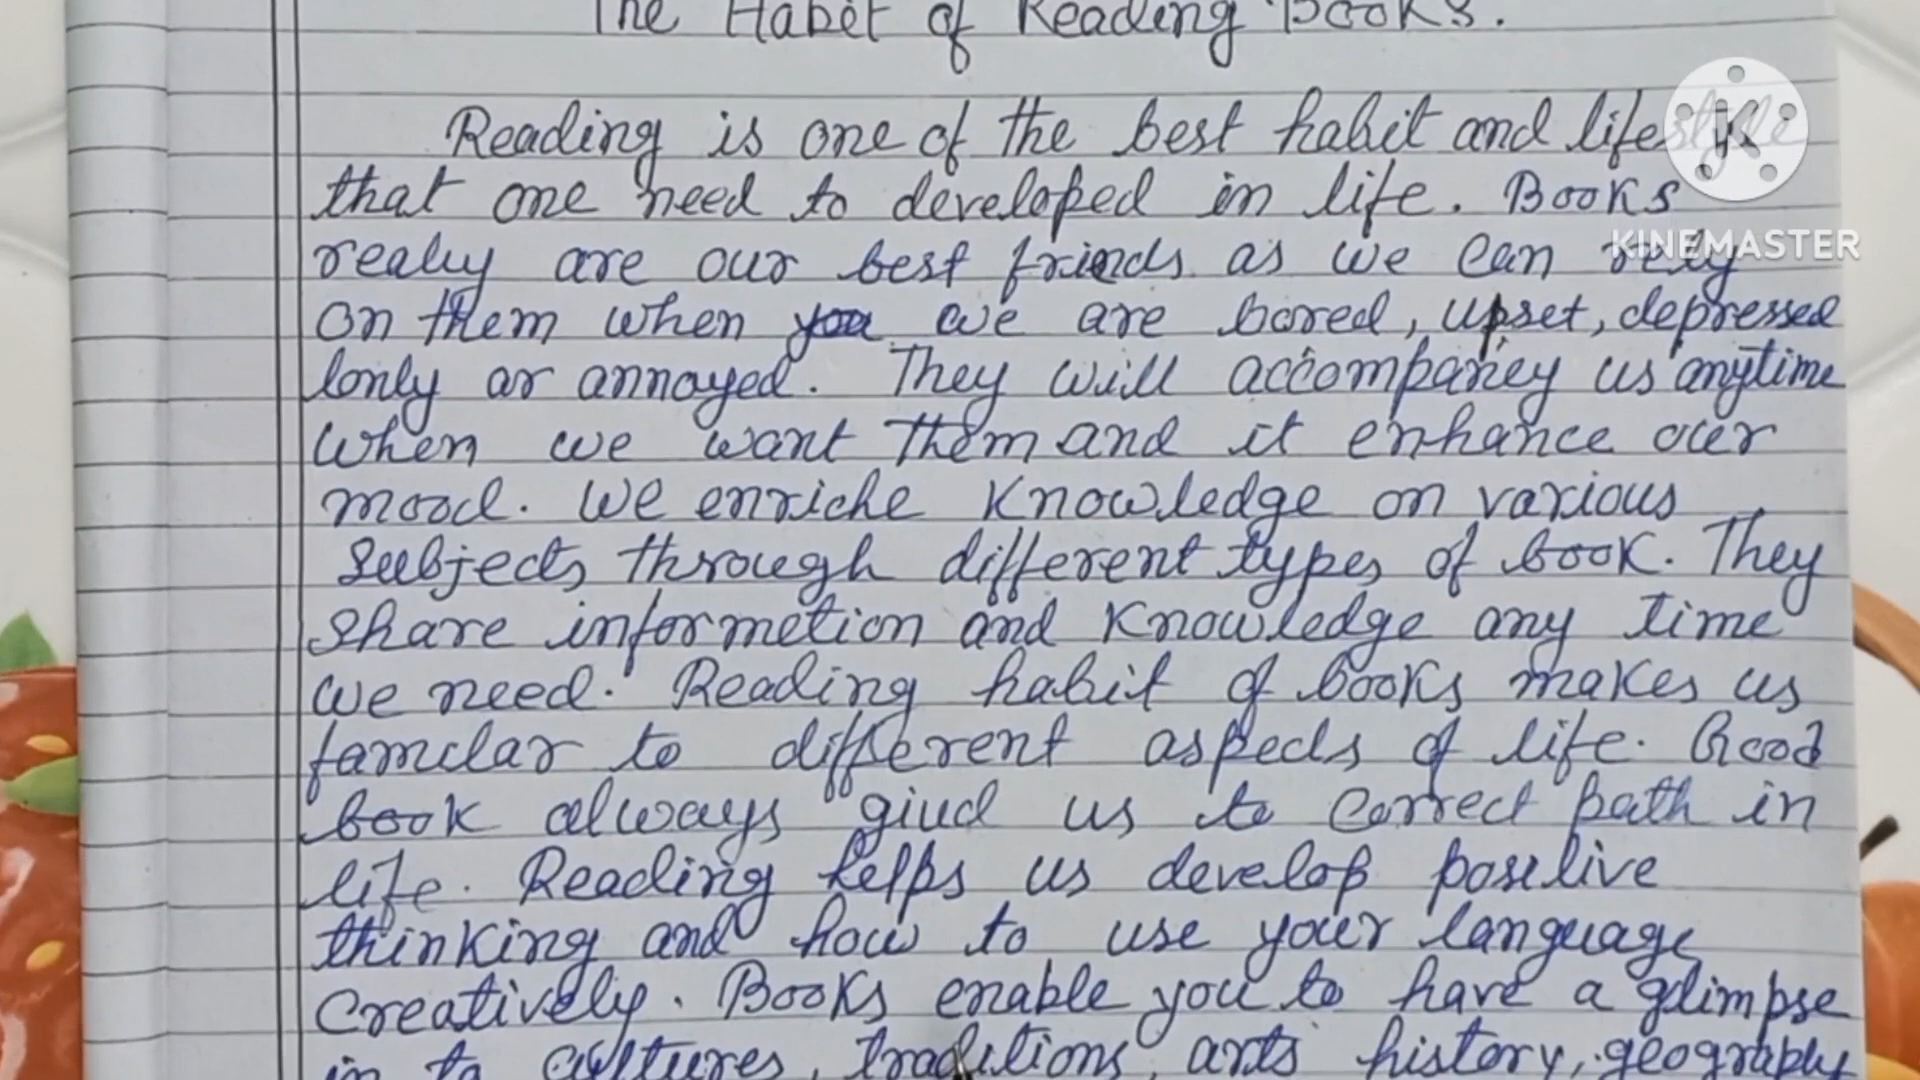 The Habit of Reading Books.
Reading is one of the best habit and lifestyle
that one need to developed in life. Books
realy are our best friends as we can rely
on them when you we are bored, upset, depressed
lonly or annoyed. They will accompaney us anytime
when we want them and it enhance our
mood. We enriche Knowledge on various
subjects through different types of book. They
share informetion and Knowledge any time
we need. Reading habit of books makes us
familar to different aspects of life. Good
book always giud us to correct path in
life. Reading helps us develop positive
thinking and how to use your language
creatively. Books enable you to have a glimpse
in to cultures, traditions, arts history, geography
KINEMASTER